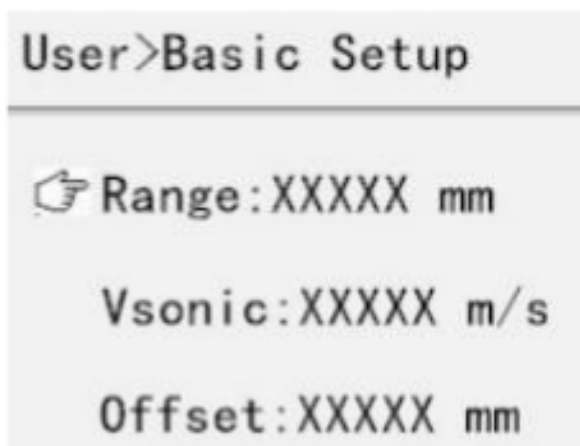 User>Basic Setup
Range:XXXXX mm
Vsonic:XXXXX m/s
Offset:XXXXX mm